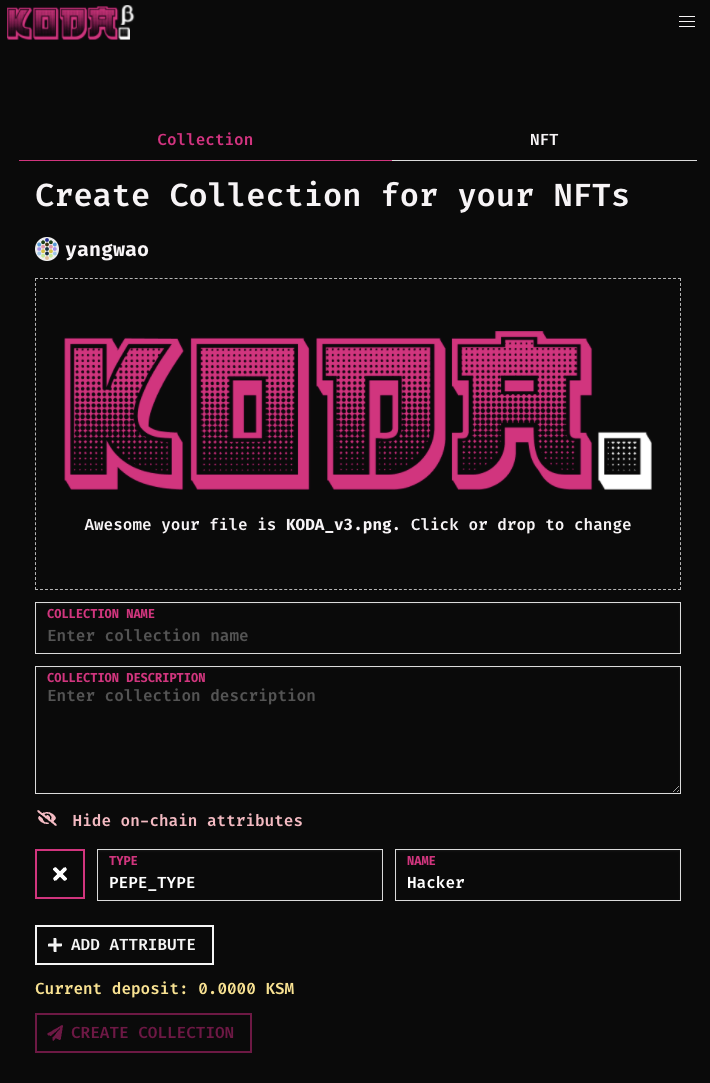 KODA β
Collection
NFT
Create Collection for your NFTs
yangwao
KODA.
Awesome your file is KODA_v3.png. Click or drop to change
COLLECTION NAME
Enter collection name
COLLECTION DESCRIPTION
Enter collection description
Hide on-chain attributes
TYPE
PEPE_TYPE
NAME
Hacker
ADD ATTRIBUTE
Current deposit: 0.0000 KSM
CREATE COLLECTION